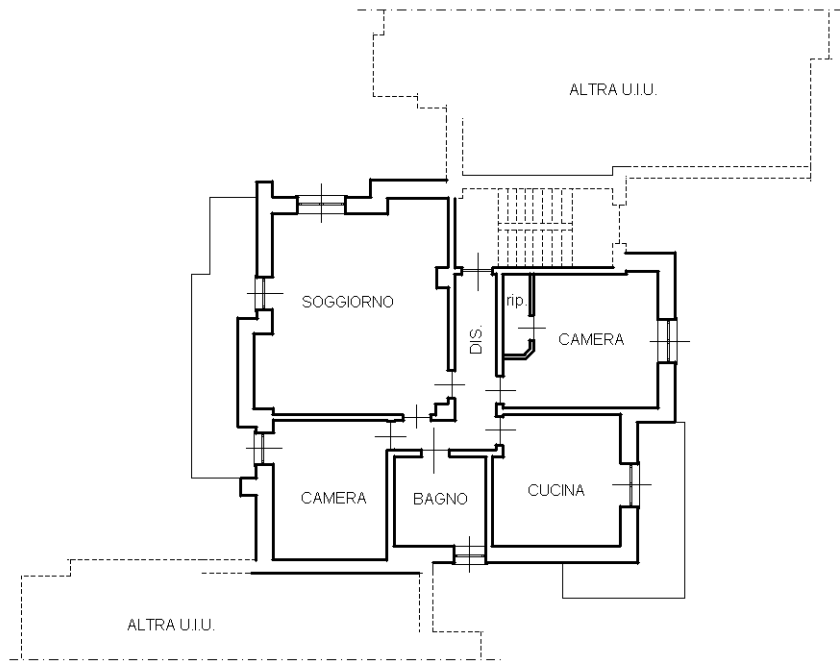 ALTRA U.I.U.
SOGGIORNO
rip.
DIS.
CAMERA
CAMERA
BAGNO
CUCINA
ALTRA U.I.U.